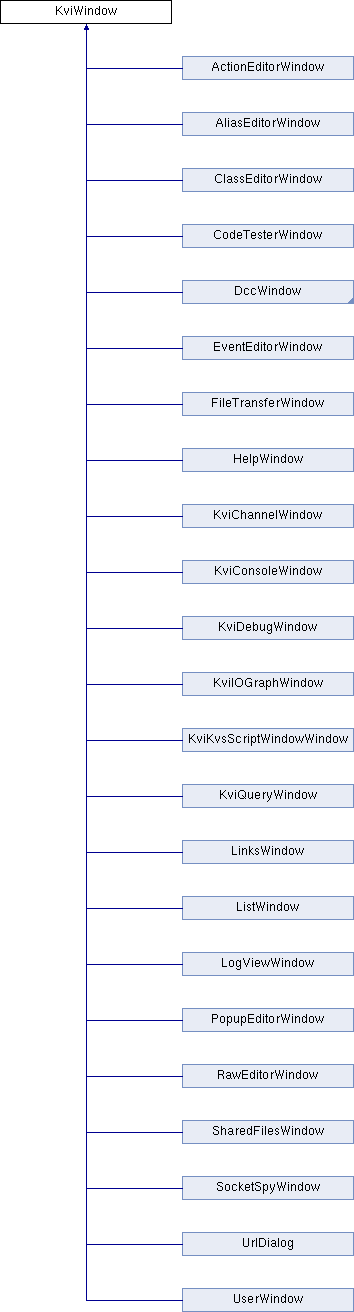 KviWindow
ActionEditorWindow
AliasEditorWindow
ClassEditorWindow
CodeTesterWindow
DccWindow
EventEditorWindow
FileTransferWindow
HelpWindow
KviChannelWindow
KviConsoleWindow
KviDebugWindow
KviIOGraphWindow
KviKvsScriptWindowWindow
KviQueryWindow
LinksWindow
ListWindow
LogViewWindow
PopupEditorWindow
RawEditorWindow
SharedFilesWindow
SocketSpyWindow
UrlDialog
UserWindow